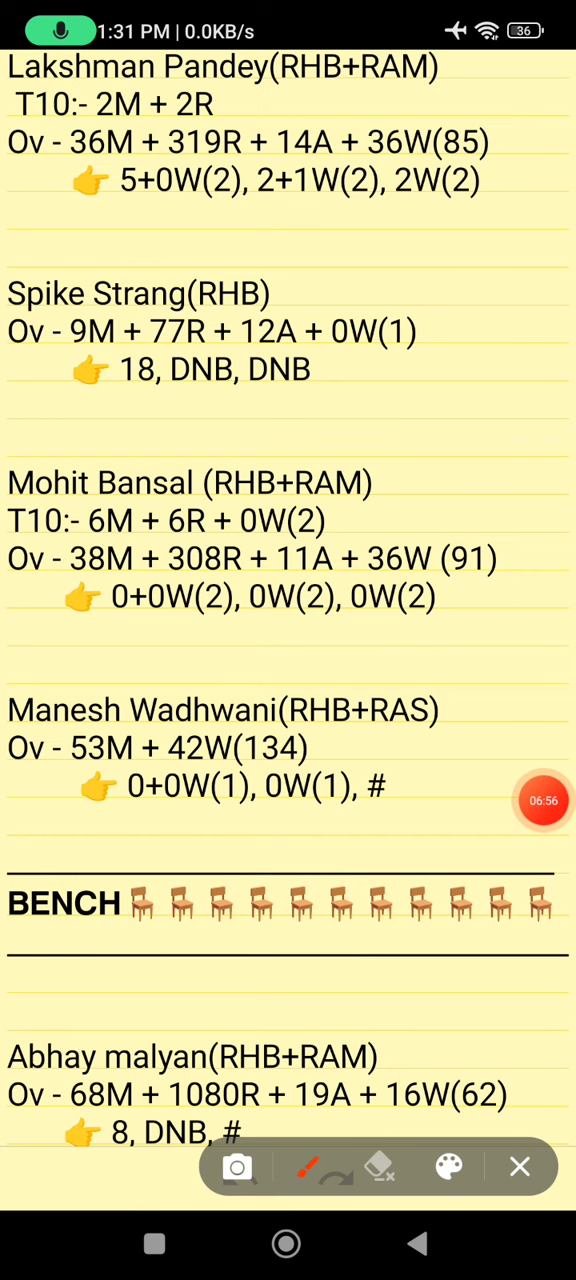 1:31 PM | 0.0KB/s
36
Lakshman Pandey(RHB+RAM)
T10:- 2M + 2R
Ov - 36M + 319R + 14A + 36W(85)
👉 5+0W(2), 2+1W(2), 2W(2)
Spike Strang(RHB)
Ov - 9M + 77R + 12A + 0W(1)
👉 18, DNB, DNB
Mohit Bansal (RHB+RAM)
T10:- 6M + 6R + 0W(2)
Ov - 38M + 308R + 11A + 36W (91)
👉 0+0W(2), 0W(2), 0W(2)
Manesh Wadhwani(RHB+RAS)
Ov - 53M + 42W(134)
👉 0+0W(1), 0W(1), #
06:56
BENCH🪑🪑🪑🪑🪑🪑🪑🪑🪑🪑🪑
Abhay malyan(RHB+RAM)
Ov - 68M + 1080R + 19A + 16W(62)
👉 8, DNB, #